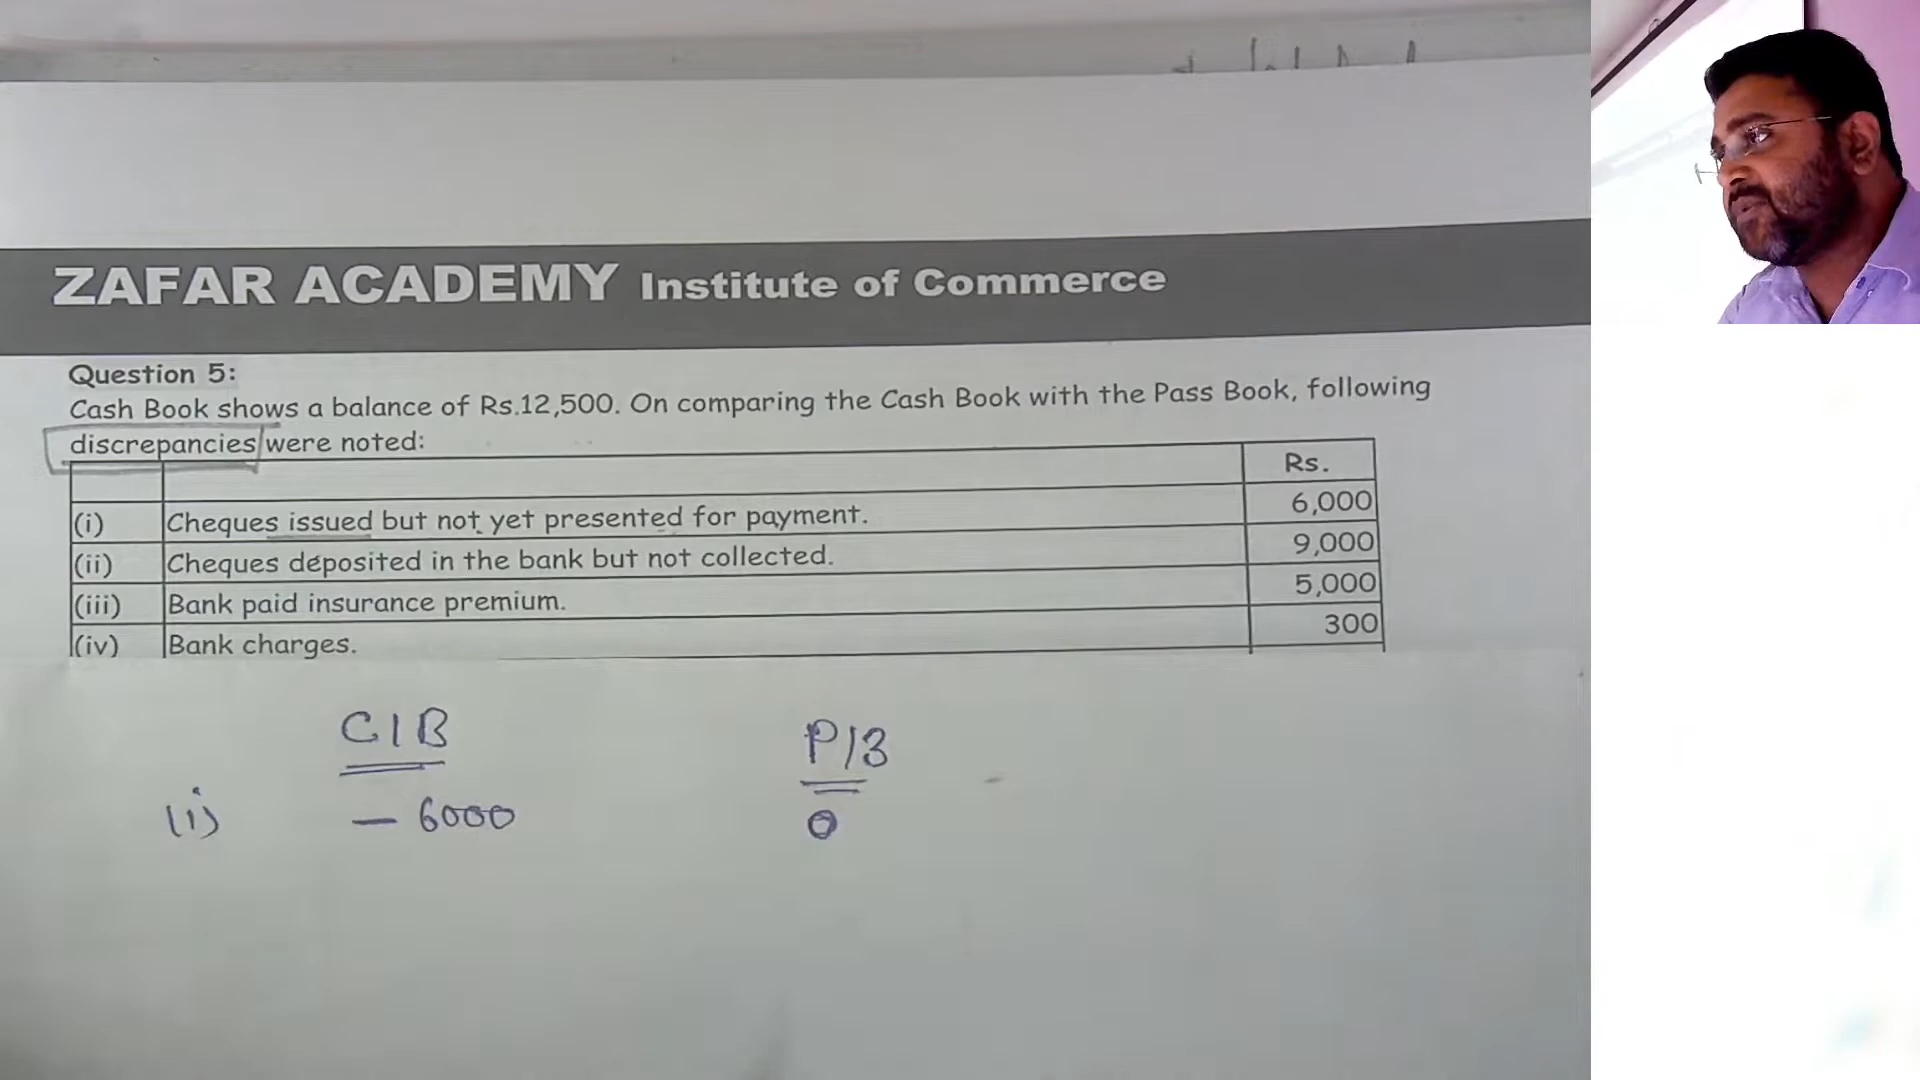 ZAFAR ACADEMY Institute of Commerce
Question 5:
Cash Book shows a balance of Rs.12,500. On comparing the Cash Book with the Pass Book, following
discrepancies were noted:
Rs.
(i) Cheques issued but not yet presented for payment. 6,000
(ii) Cheques deposited in the bank but not collected. 9,000
(iii) Bank paid insurance premium. 5,000
(iv) Bank charges. 300
C/B P/B
(i) — 6000 0